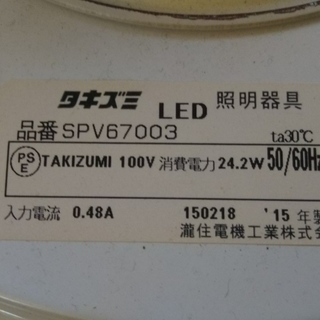 タキズミ LED 照明器具
品番 SPV67003 ta30℃
PSE TAKIZUMI 100V 消費電力 24.2W 50/60Hz
入力電流 0.48A 150218 '15年製
瀧住電機工業株式会